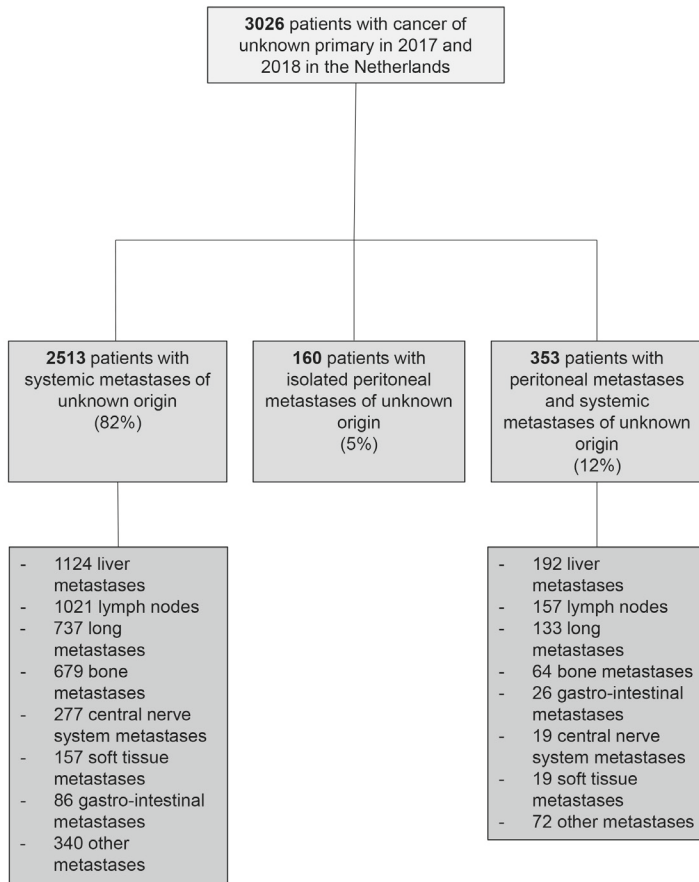 3026 patients with cancer of
unknown primary in 2017 and
2018 in the Netherlands
2513 patients with
systemic metastases of
unknown origin
(82%)
160 patients with
isolated peritoneal
metastases of unknown
origin
(5%)
353 patients with
peritoneal metastases
and systemic
metastases of unknown
origin
(12%)
- 1124 liver
metastases
- 1021 lymph nodes
- 737 long
metastases
- 679 bone
metastases
- 277 central nerve
system metastases
- 157 soft tissue
metastases
- 86 gastro-intestinal
metastases
- 340 other
metastases
- 192 liver
metastases
- 157 lymph nodes
- 133 long
metastases
- 64 bone metastases
- 26 gastro-intestinal
metastases
- 19 central nerve
system metastases
- 19 soft tissue
metastases
- 72 other metastases